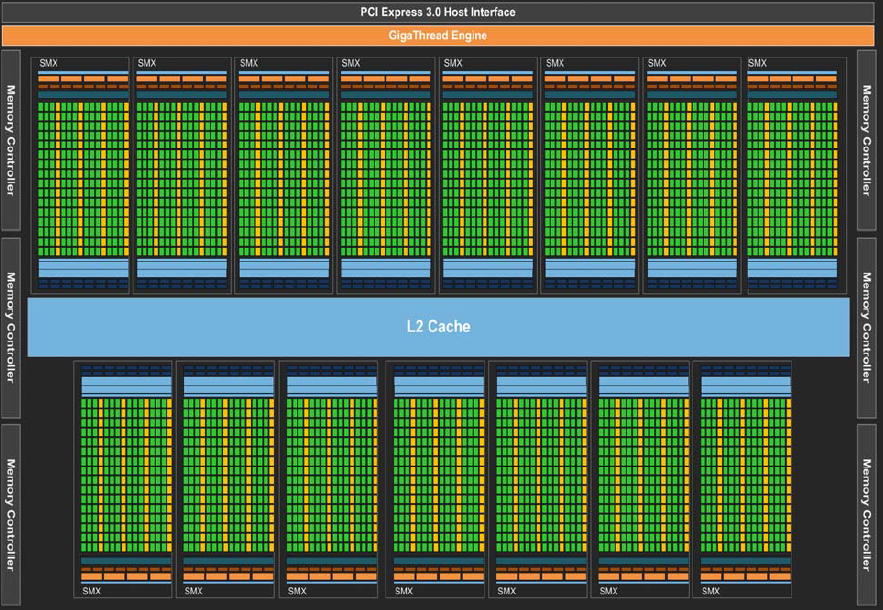 PCI Express 3.0 Host Interface
GigaThread Engine
SMX
SMX
SMX
SMX
SMX
SMX
SMX
SMX
Memory Controller
Memory Controller
Memory Controller
Memory Controller
L2 Cache
Memory Controller
Memory Controller
SMX
SMX
SMX
SMX
SMX
SMX
SMX